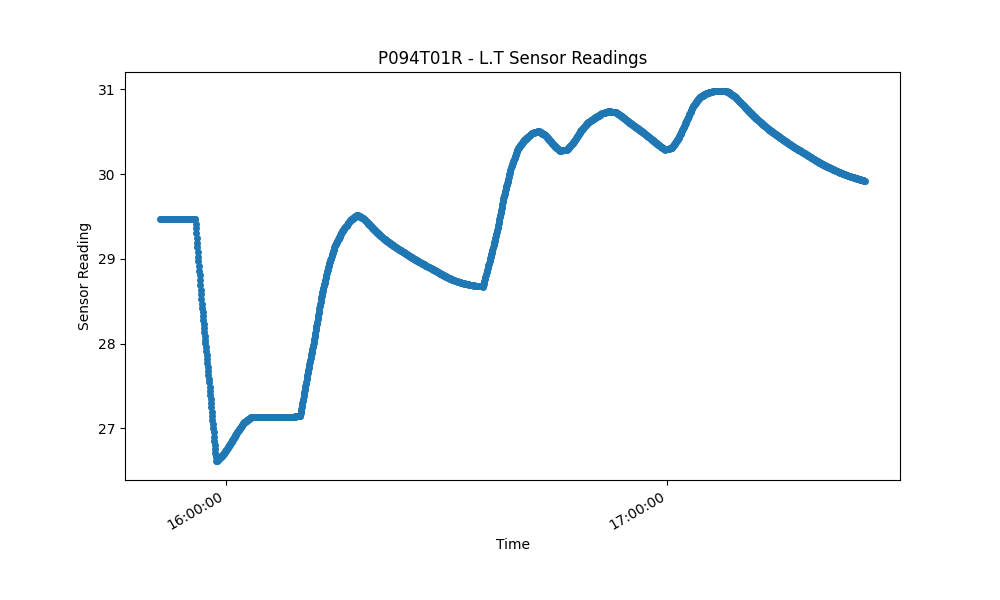 P094T01R - L.T Sensor Readings
Sensor Reading
31
30
29
28
27
16:00:00
17:00:00
Time